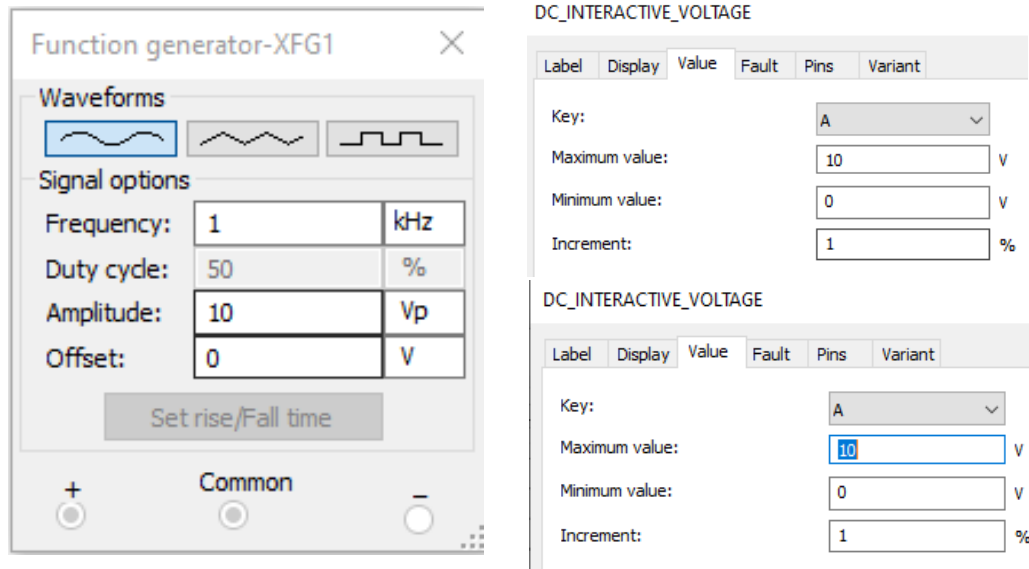 Function generator-XFG1
Waveforms
Signal options
Frequency: 1 kHz
Duty cycle: 50 %
Amplitude: 10 Vp
Offset: 0 V
Set rise/Fall time
+ Common −
DC_INTERACTIVE_VOLTAGE
Label Display Value Fault Pins Variant
Key: A
Maximum value: 10 V
Minimum value: 0 V
Increment: 1 %
DC_INTERACTIVE_VOLTAGE
Label Display Value Fault Pins Variant
Key: A
Maximum value: 10 V
Minimum value: 0 V
Increment: 1 %